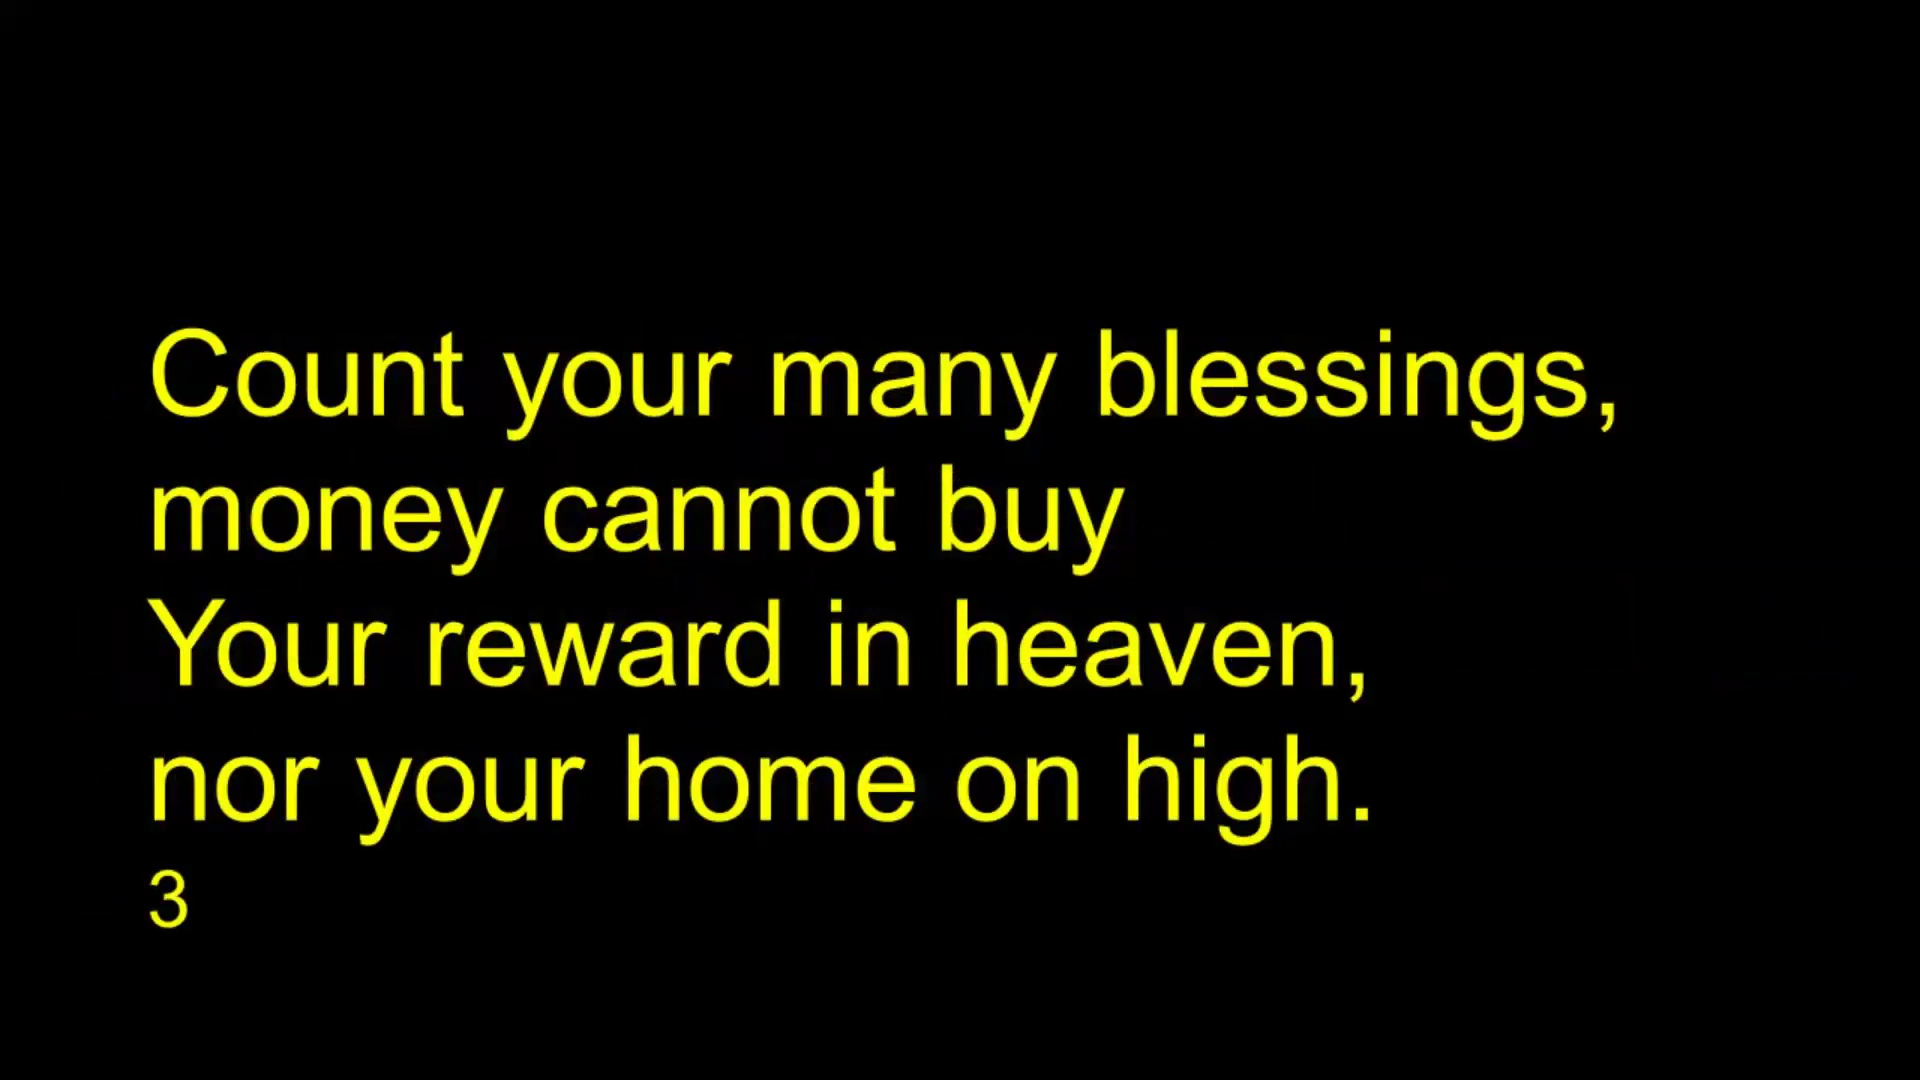 Count your many blessings,
money cannot buy
Your reward in heaven,
nor your home on high.
3